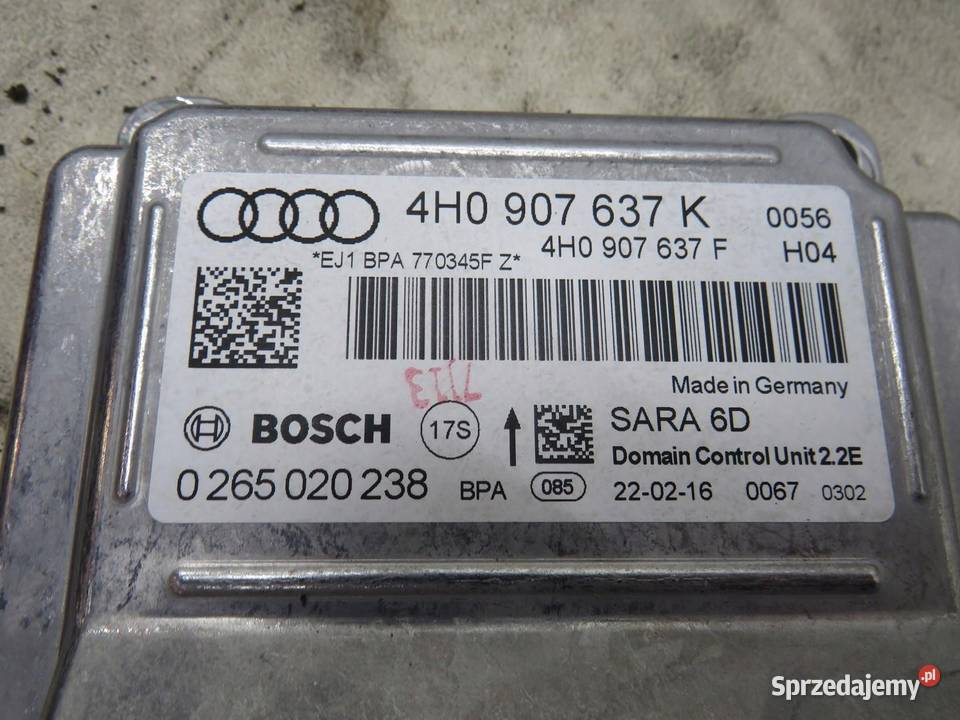 4H0 907 637 K 0056
4H0 907 637 F H04
*EJ1 BPA 770345F Z*
Made in Germany
7113
BOSCH 17S SARA 6D
Domain Control Unit 2.2E
0 265 020 238 BPA 085 22-02-16 0067 0302
Sprzedajemy.pl